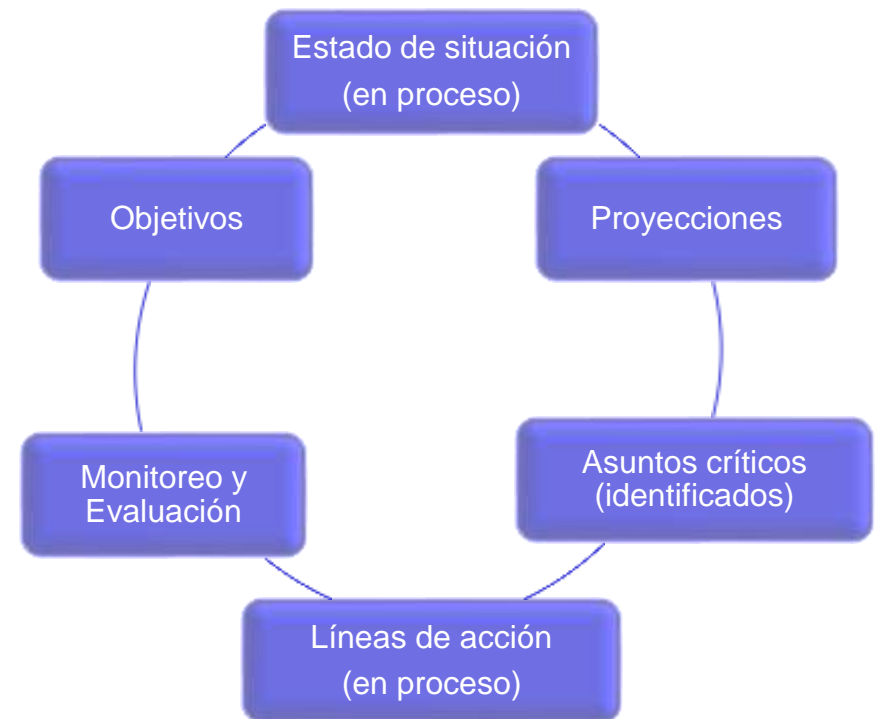 Estado de situación
(en proceso)
Objetivos
Proyecciones
Asuntos críticos
(identificados)
Monitoreo y
Evaluación
Líneas de acción
(en proceso)